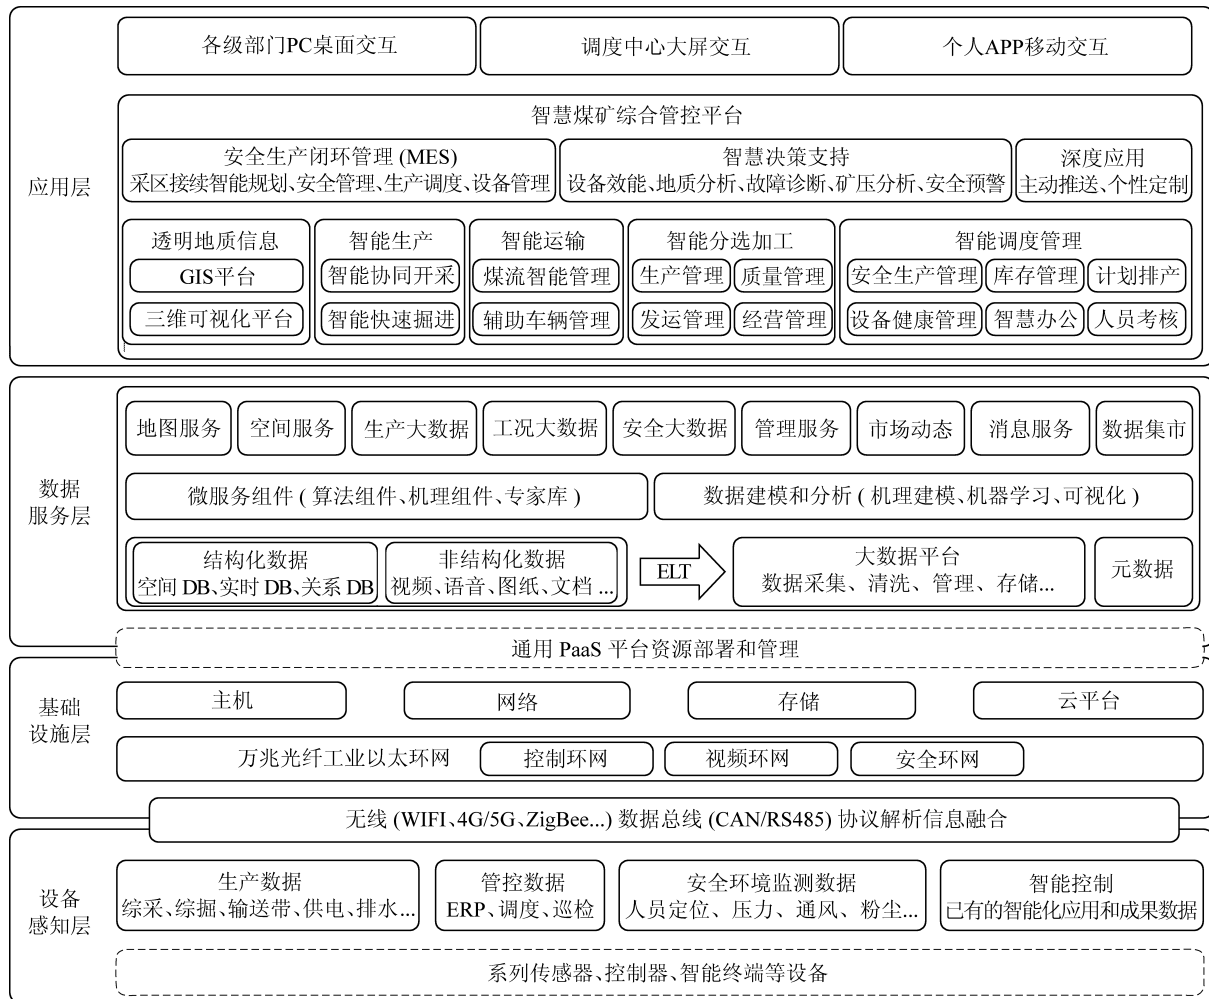 各级部门PC桌面交互
调度中心大屏交互
个人APP移动交互
应用层
智慧煤矿综合管控平台
安全生产闭环管理 (MES)
采区接续智能规划、安全管理、生产调度、设备管理
智慧决策支持
设备效能、地质分析、故障诊断、矿压分析、安全预警
深度应用
主动推送、个性定制
透明地质信息
GIS平台
三维可视化平台
智能生产
智能协同开采
智能快速掘进
智能运输
煤流智能管理
辅助车辆管理
智能分选加工
生产管理
质量管理
发运管理
经营管理
智能调度管理
安全生产管理
库存管理
计划排产
设备健康管理
智慧办公
人员考核
数据
服务层
地图服务
空间服务
生产大数据
工况大数据
安全大数据
管理服务
市场动态
消息服务
数据集市
微服务组件 ( 算法组件、机理组件、专家库 )
数据建模和分析 ( 机理建模、机器学习、可视化 )
结构化数据
空间 DB、实时 DB、关系 DB
非结构化数据
视频、语音、图纸、文档 ...
ELT
大数据平台
数据采集、清洗、管理、存储...
元数据
通用 PaaS 平台资源部署和管理
基础
设施层
主机
网络
存储
云平台
万兆光纤工业以太环网
控制环网
视频环网
安全环网
无线 (WIFI、4G/5G、ZigBee...) 数据总线 (CAN/RS485) 协议解析信息融合
设备
感知层
生产数据
综采、综掘、输送带、供电、排水...
管控数据
ERP、调度、巡检
安全环境监测数据
人员定位、压力、通风、粉尘...
智能控制
已有的智能化应用和成果数据
系列传感器、控制器、智能终端等设备